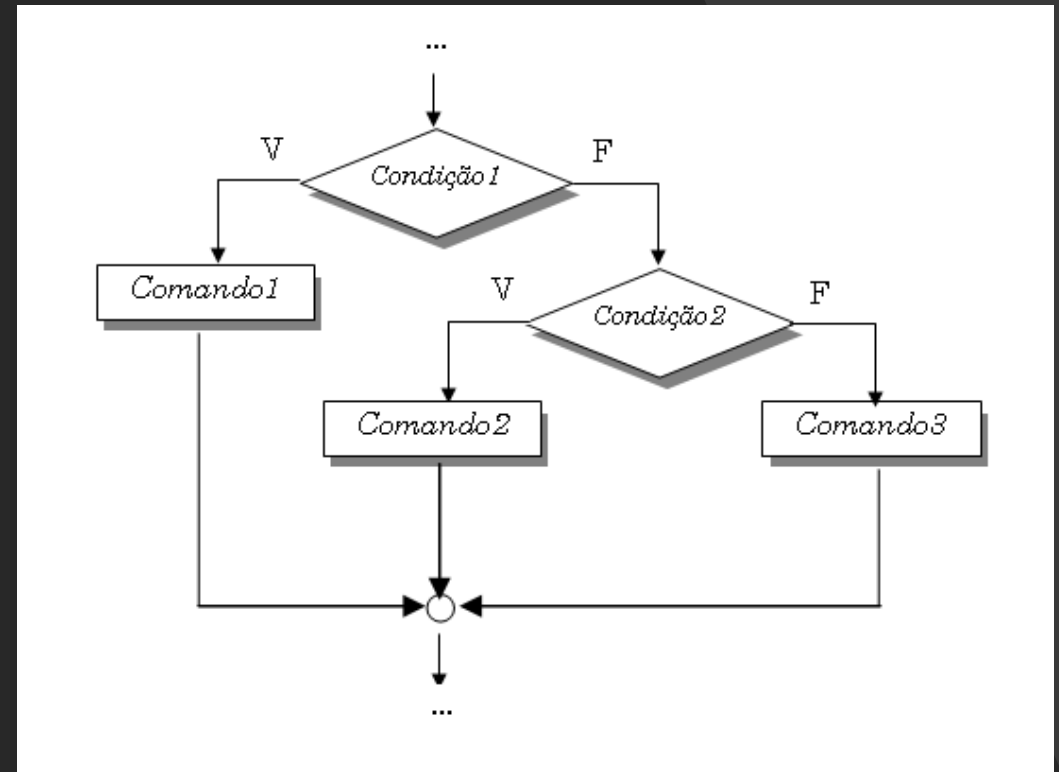 ...
V
F
Condição1
Comando1
V
F
Condição2
Comando2
Comando3
...